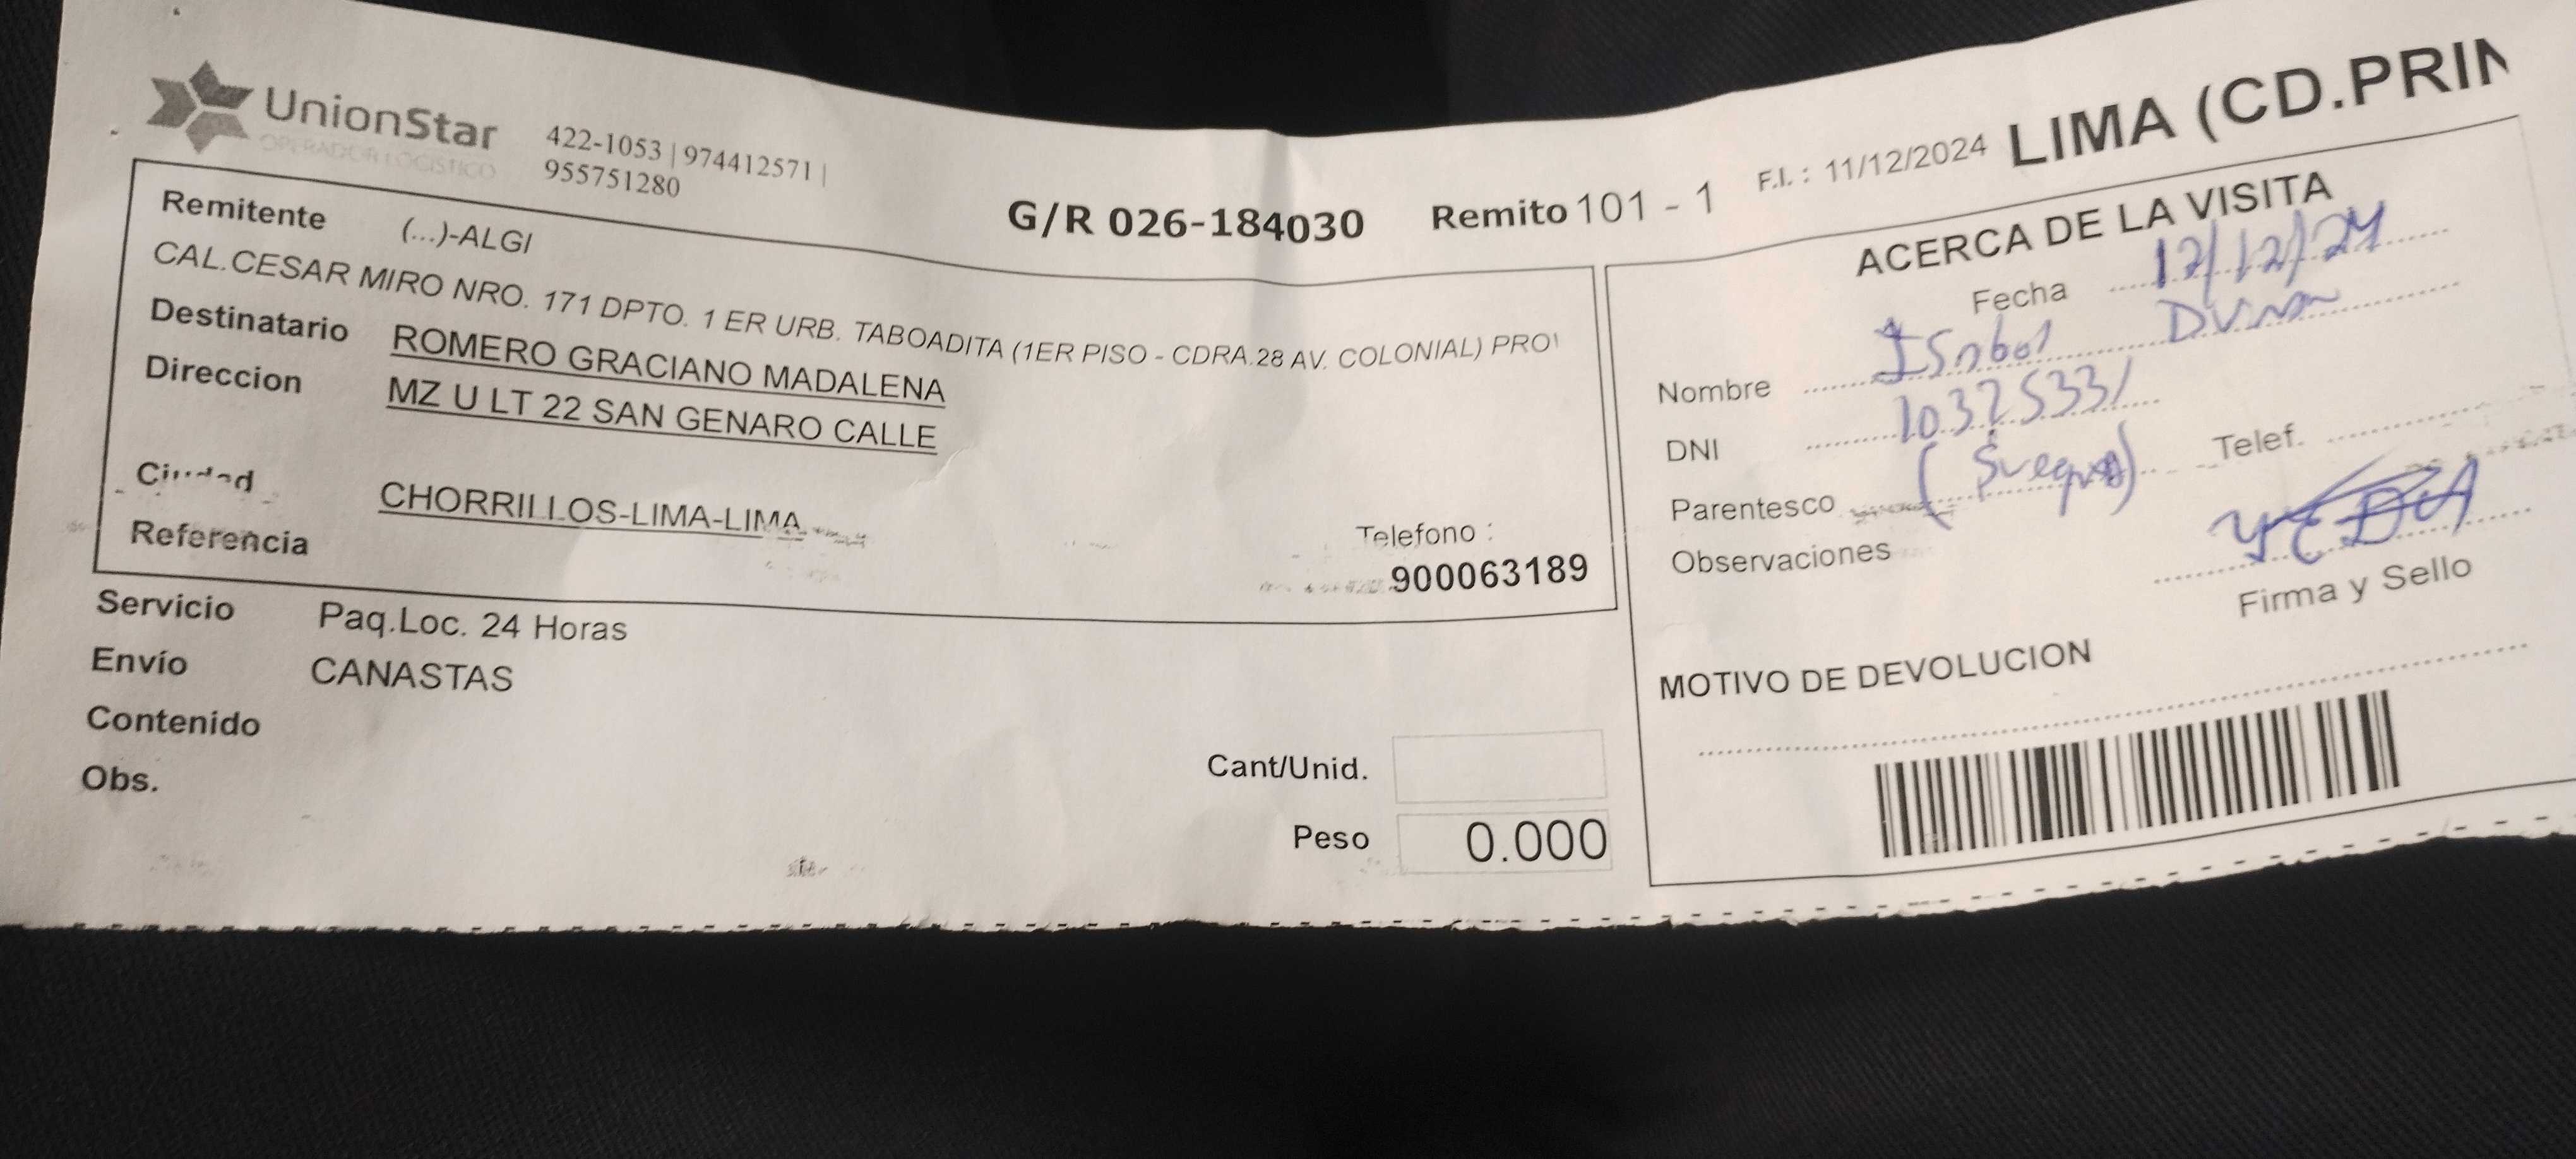 UnionStar
OPERADOR LOGISTICO
422-1053 | 974412571 |
955751280
G/R 026-184030
Remito 101 - 1
F.I. : 11/12/2024
LIMA (CD.PRIN
Remitente (...)-ALGI
CAL.CESAR MIRO NRO. 171 DPTO. 1 ER URB. TABOADITA (1ER PISO - CDRA.28 AV. COLONIAL) PRO
Destinatario ROMERO GRACIANO MADALENA
Direccion MZ U LT 22 SAN GENARO CALLE
Ciudad CHORRILLOS-LIMA-LIMA
Referencia
Telefono :
900063189
Servicio Paq.Loc. 24 Horas
Envío CANASTAS
Contenido
Obs.
Cant/Unid.
Peso 0.000
ACERCA DE LA VISITA
Fecha 12/12/24
Nombre Isabel
DNI 10325331
Parentesco (Suegra) Telef.
Observaciones
Firma y Sello
MOTIVO DE DEVOLUCION